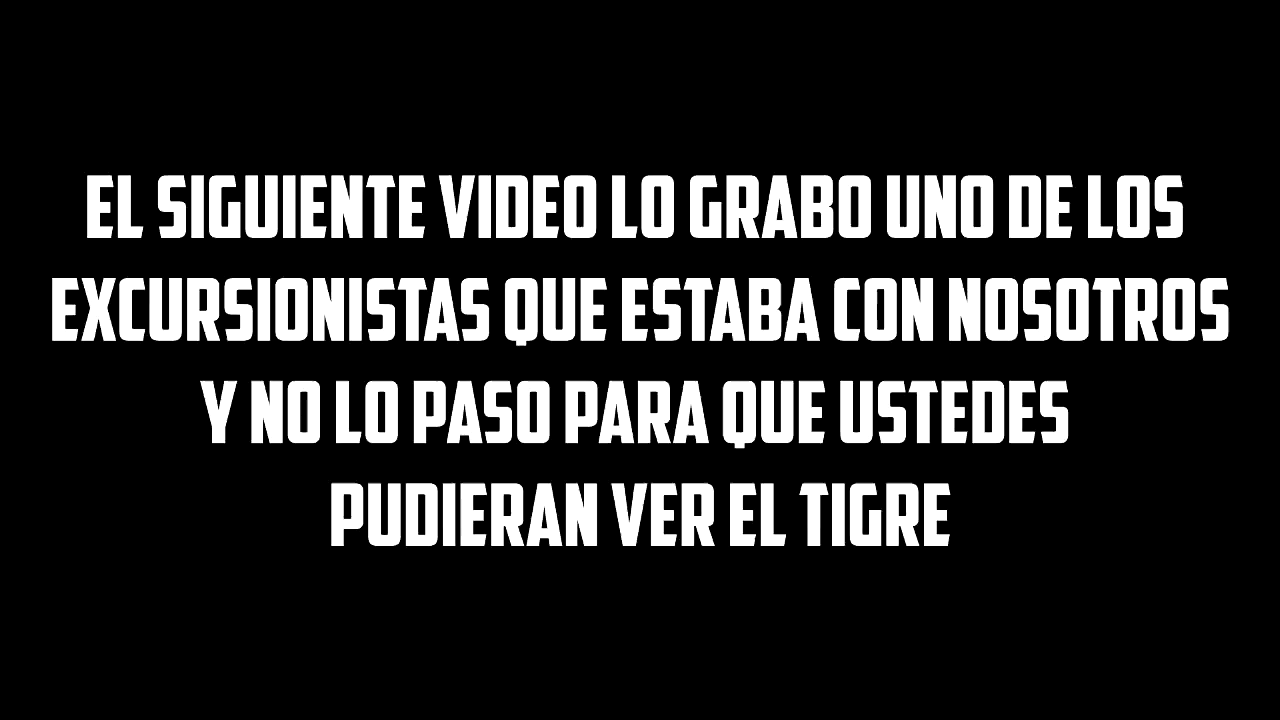 EL SIGUIENTE VIDEO LO GRABO UNO DE LOS
EXCURSIONISTAS QUE ESTABA CON NOSOTROS
Y NO LO PASO PARA QUE USTEDES
PUDIERAN VER EL TIGRE